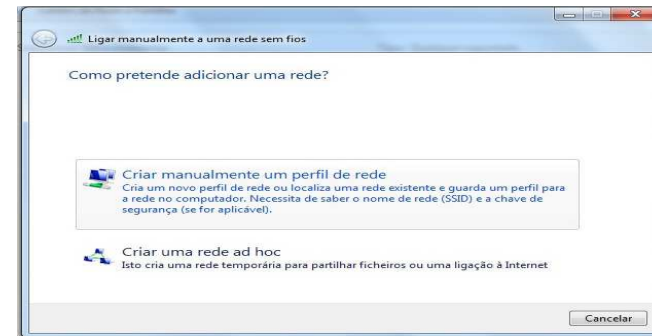 Ligar manualmente a uma rede sem fios
Como pretende adicionar uma rede?
Criar manualmente um perfil de rede
Cria um novo perfil de rede ou localiza uma rede existente e guarda um perfil para
a rede no computador. Necessita de saber o nome de rede (SSID) e a chave de
segurança (se for aplicável).
Criar uma rede ad hoc
Isto cria uma rede temporária para partilhar ficheiros ou uma ligação à Internet
Cancelar